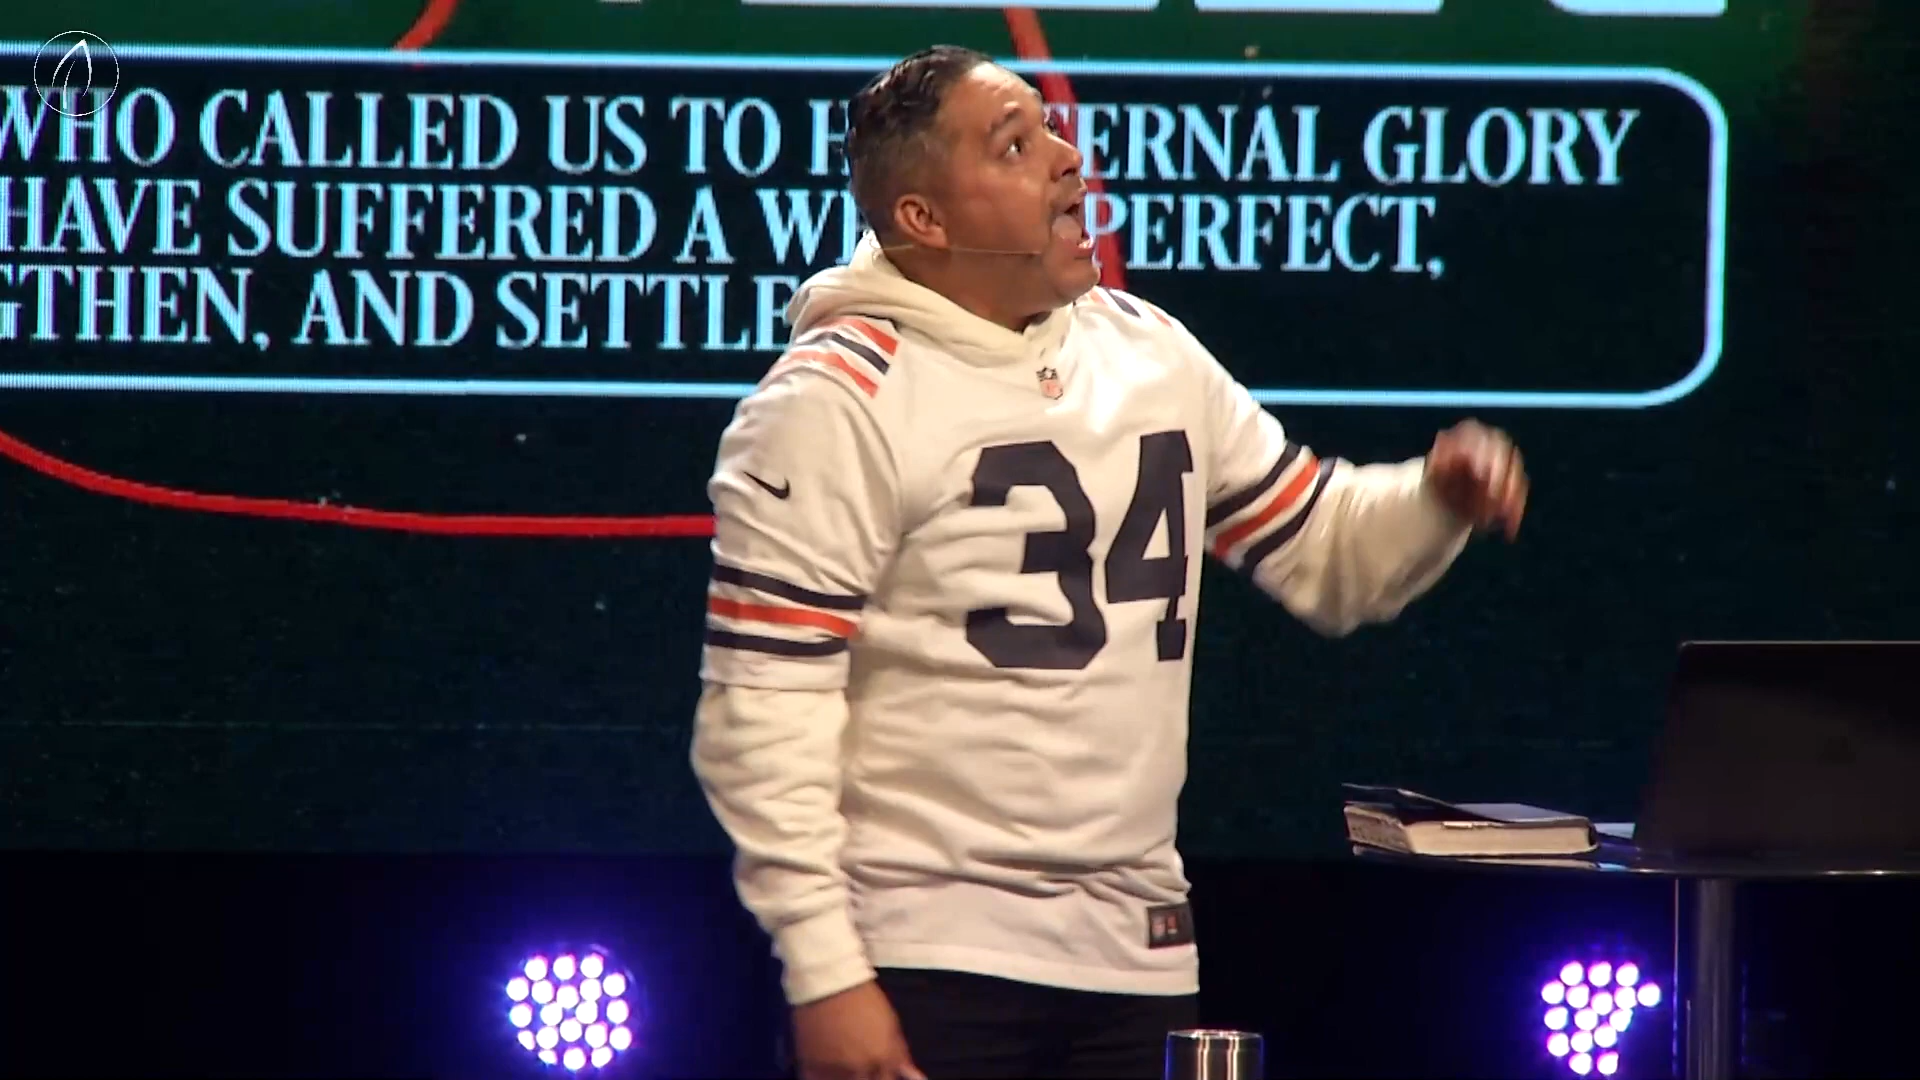 WHO CALLED US TO H ERNAL GLORY
HAVE SUFFERED A WH PERFECT,
GTHEN, AND SETTLE
34